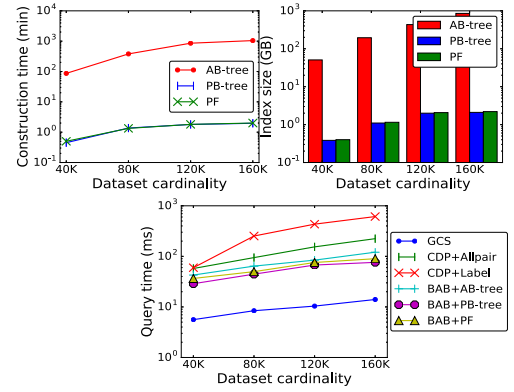 Construction time (min)
10^4
10^3
10^2
10^1
10^0
10^-1
40K 80K 120K 160K
Dataset cardinality
AB-tree
PB-tree
PF
Index size (GB)
10^3
10^2
10^1
10^0
10^-1
40K 80K 120K 160K
Dataset cardinality
AB-tree
PB-tree
PF
Query time (ms)
10^3
10^2
10^1
10^0
40K 80K 120K 160K
Dataset cardinality
GCS
CDP+Allpair
CDP+Label
BAB+AB-tree
BAB+PB-tree
BAB+PF